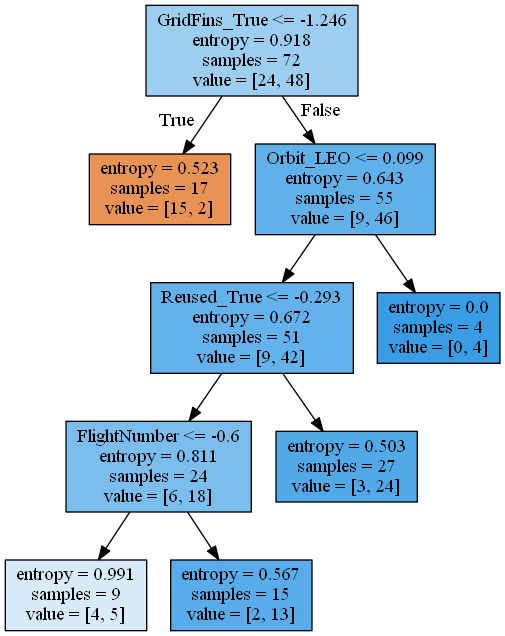 GridFins_True <= -1.246
entropy = 0.918
samples = 72
value = [24, 48]
True
False
entropy = 0.523
samples = 17
value = [15, 2]
Orbit_LEO <= 0.099
entropy = 0.643
samples = 55
value = [9, 46]
Reused_True <= -0.293
entropy = 0.672
samples = 51
value = [9, 42]
entropy = 0.0
samples = 4
value = [0, 4]
FlightNumber <= -0.6
entropy = 0.811
samples = 24
value = [6, 18]
entropy = 0.503
samples = 27
value = [3, 24]
entropy = 0.991
samples = 9
value = [4, 5]
entropy = 0.567
samples = 15
value = [2, 13]